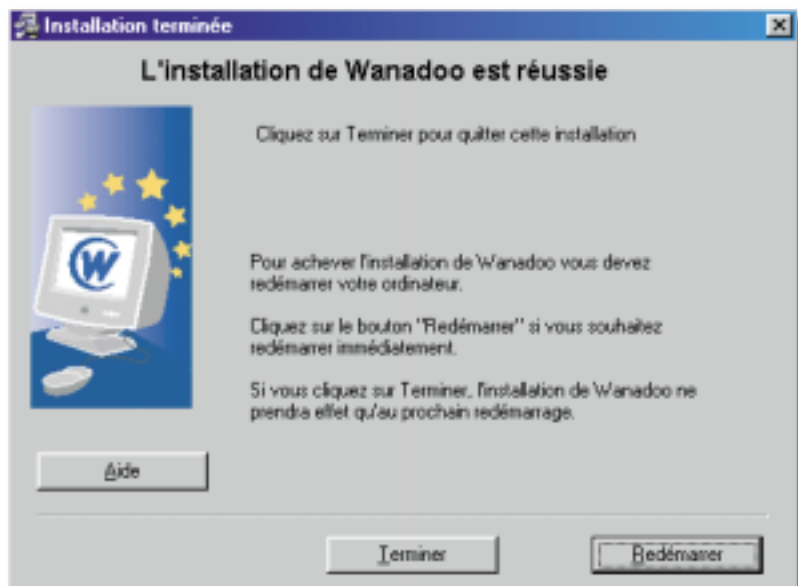 Installation terminée
L'installation de Wanadoo est réussie
Cliquez sur Terminer pour quitter cette installation
W
Pour achever l'installation de Wanadoo vous devez
redémarrer votre ordinateur.
Cliquez sur le bouton "Redémarrer" si vous souhaitez
redémarrer immédiatement.
Si vous cliquez sur Terminer, l'installation de Wanadoo ne
prendra effet qu'au prochain redémarrage.
Aide
Terminer
Redémarrer